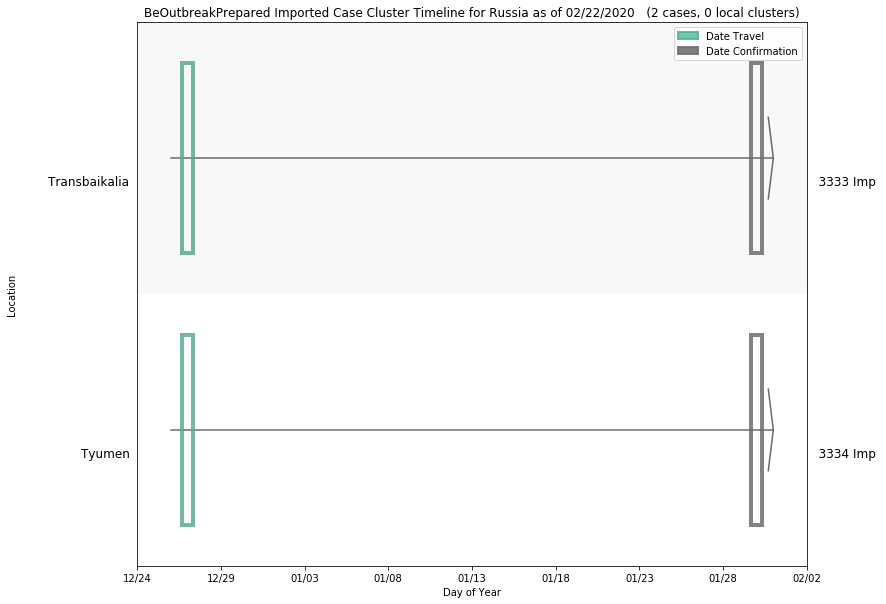 BeOutbreakPrepared Imported Case Cluster Timeline for Russia as of 02/22/2020 (2 cases, 0 local clusters)
Date Travel
Date Confirmation
Transbaikalia
3333 Imp
Location
Tyumen
3334 Imp
12/24 12/29 01/03 01/08 01/13 01/18 01/23 01/28 02/02
Day of Year